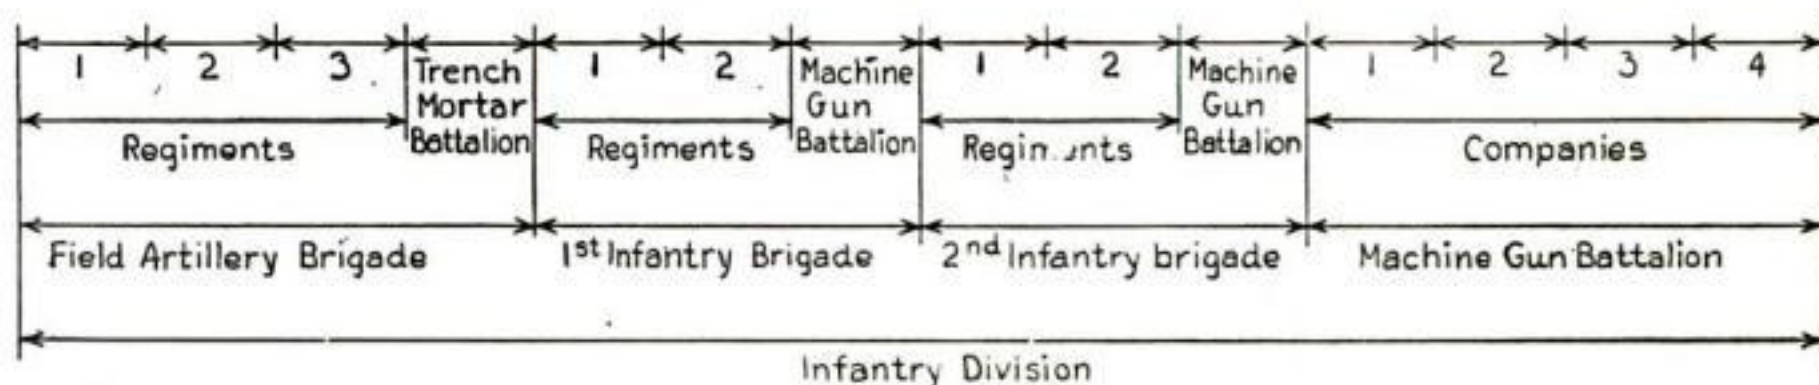 1 2 3 Trench 1 2 Machine 1 2 Machine 1 2 3 4
Mortar Gun Gun
Regiments Battalion Regiments Battalion Battalion Companies
Field Artillery Brigade 1st Infantry Brigade 2nd Infantry brigade Machine Gun Battalion
Infantry Division